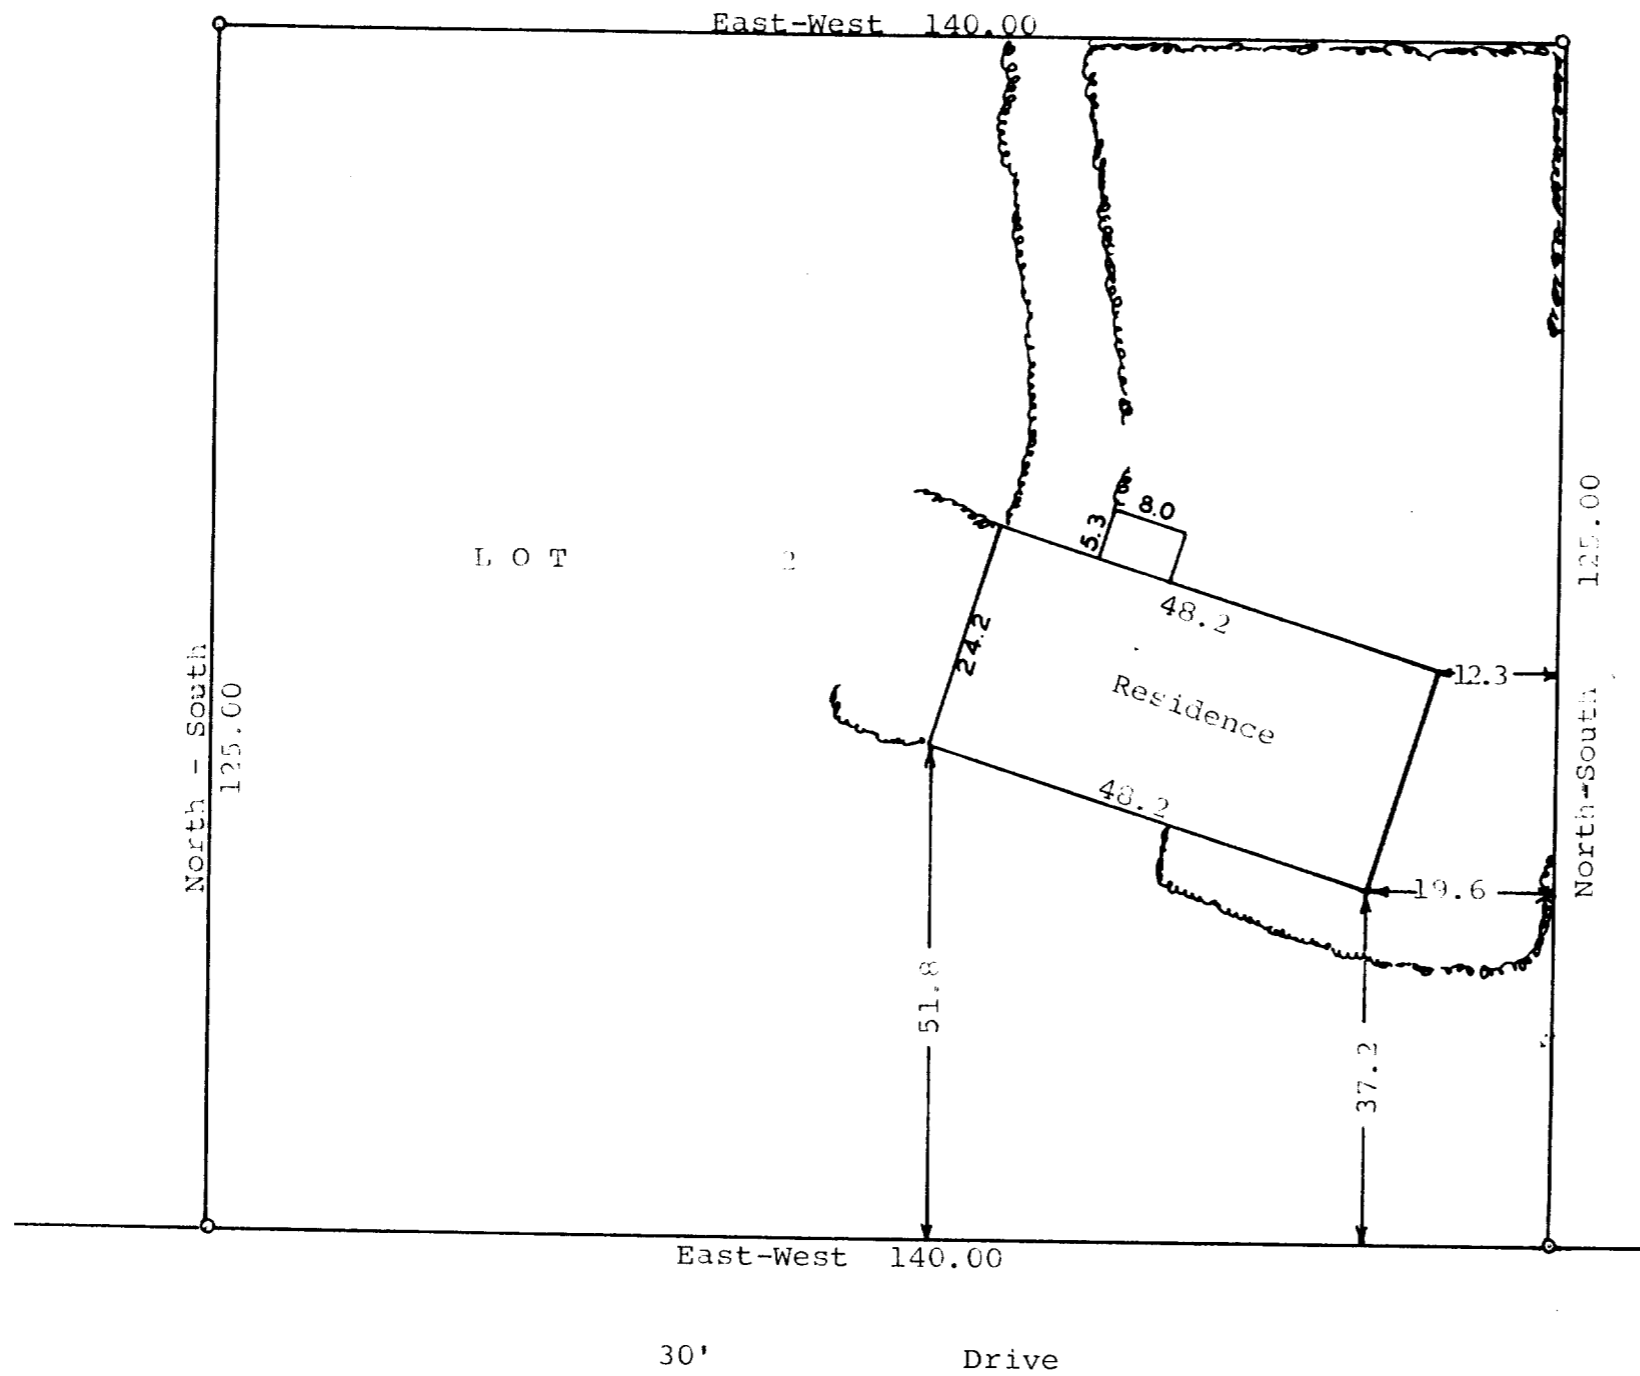 East-West 140.00
8.0
5.3
LOT 2
125.00
48.2
24.2
12.3
Residence
North - South
125.00
North-South
48.2
19.6
51.8
37.2
East-West 140.00
30' Drive